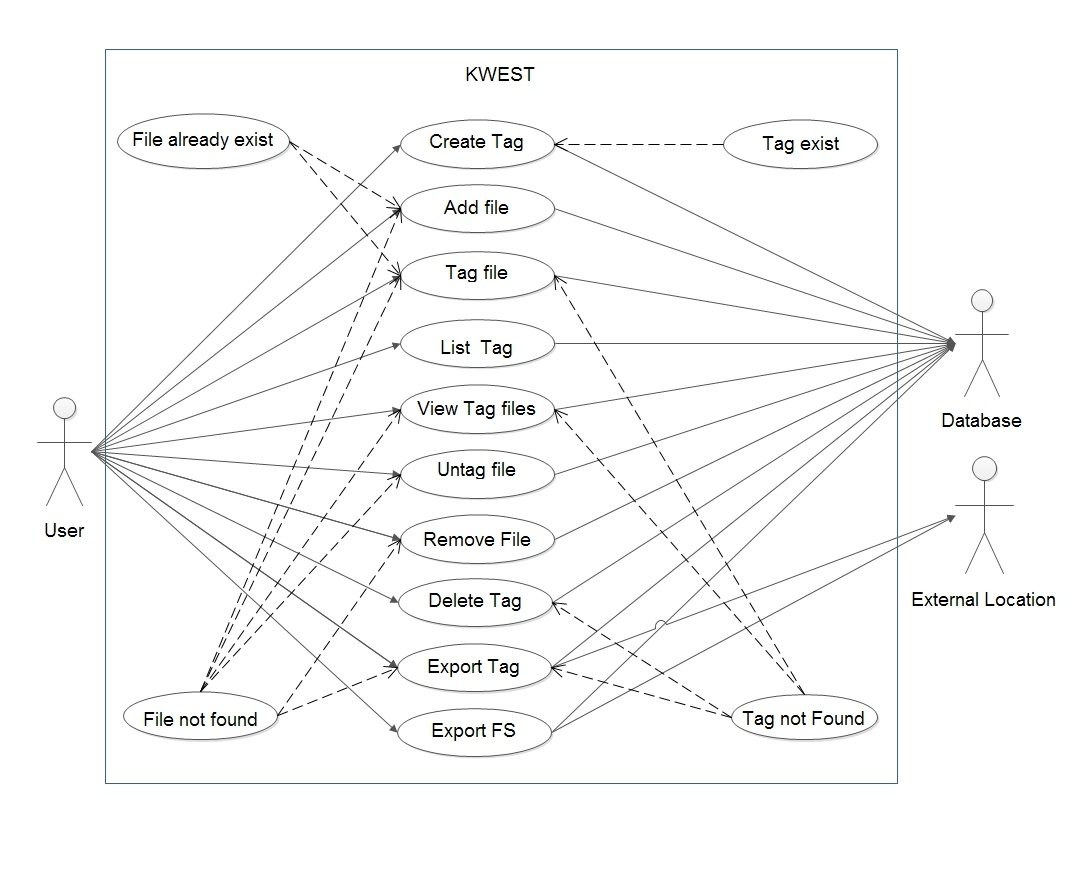 KWEST
File already exist
Create Tag
Tag exist
Add file
Tag file
List  Tag
View Tag files
Database
Untag file
User
Remove File
Delete Tag
External Location
Export Tag
File not found
Tag not Found
Export FS